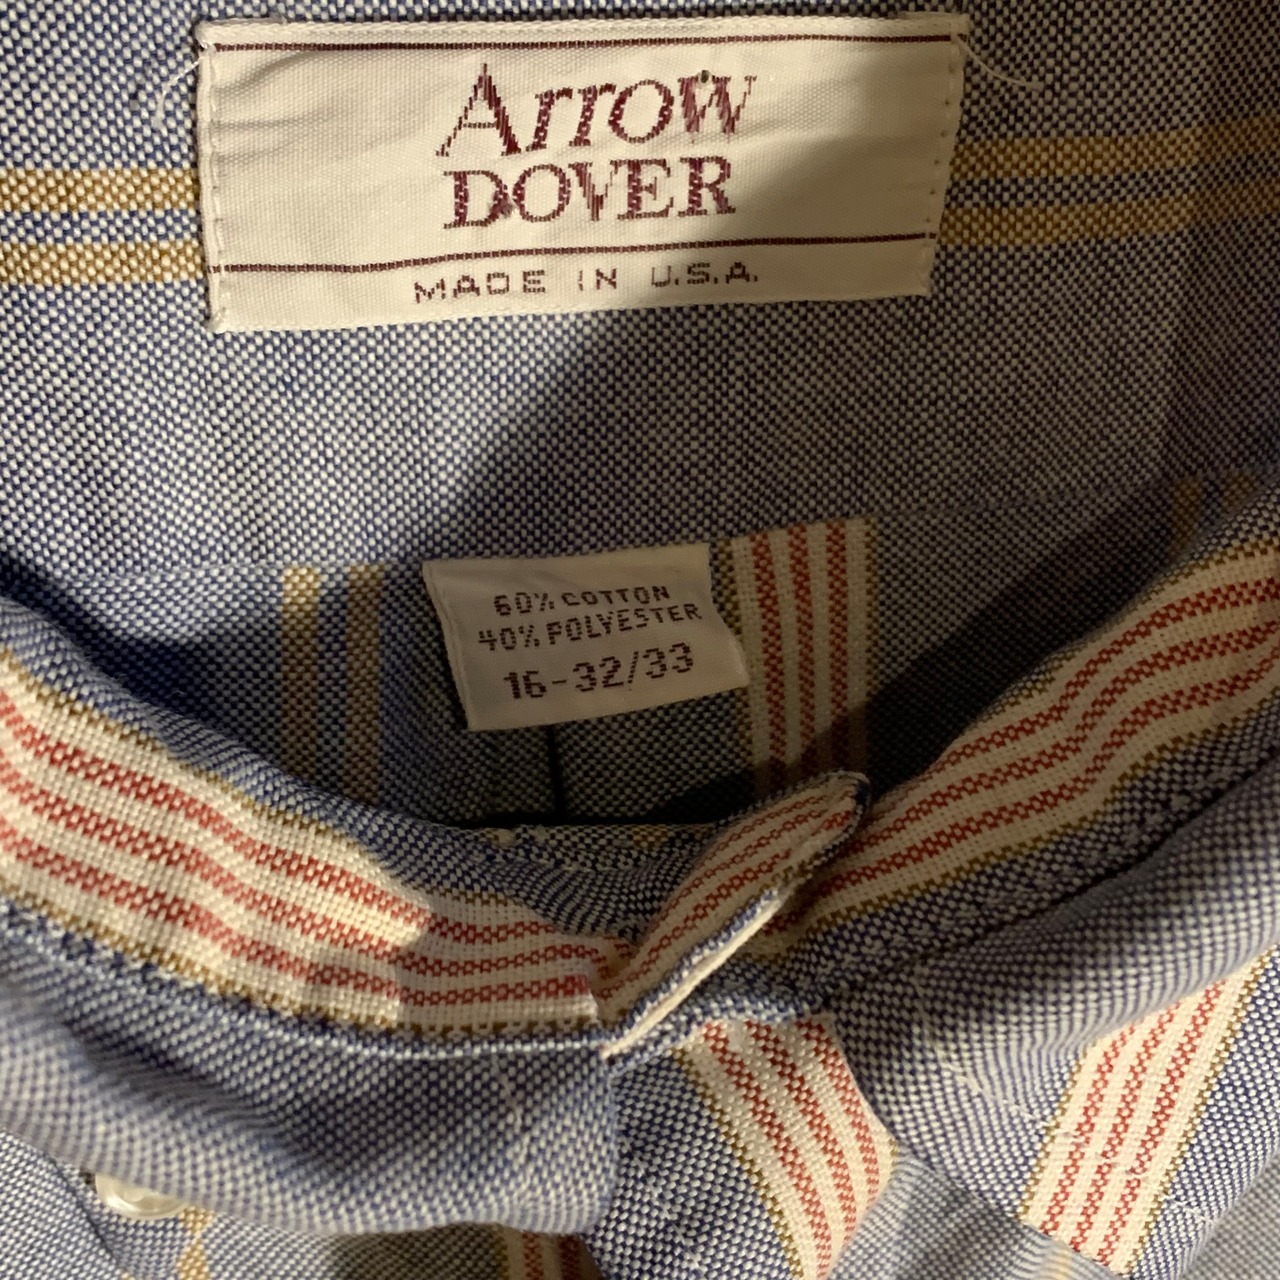 Arrow
DOVER
MADE IN U.S.A.
60% COTTON
40% POLYESTER
16-32/33